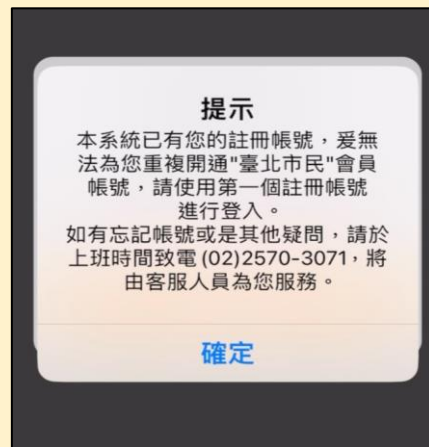 提示
本系統已有您的註冊帳號，爰無
法為您重複開通"臺北市民"會員
帳號，請使用第一個註冊帳號
進行登入。
如有忘記帳號或是其他疑問，請於
上班時間致電(02)2570-3071，將
由客服人員為您服務。
確定